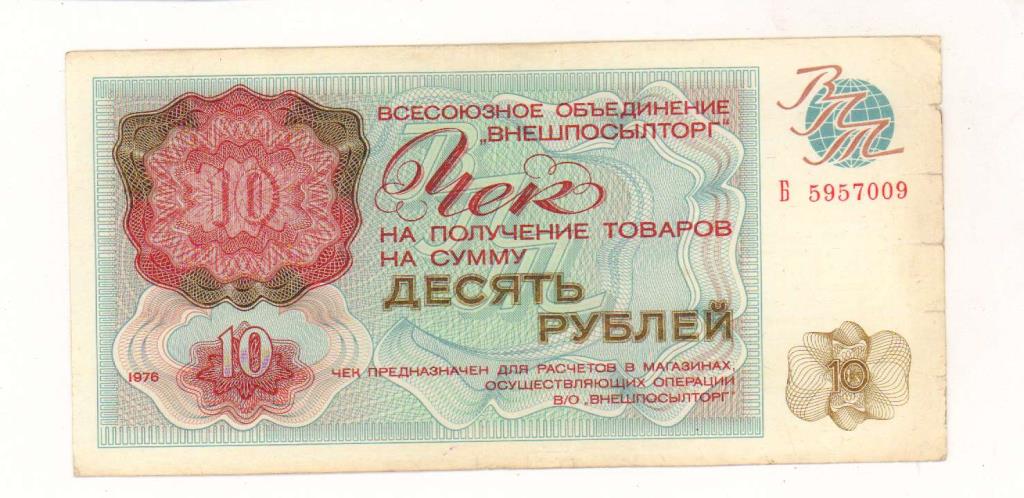 ВСЕСОЮЗНОЕ ОБЪЕДИНЕНИЕ
„ВНЕШПОСЫЛТОРГ"
Чек
НА ПОЛУЧЕНИЕ ТОВАРОВ
НА СУММУ
ДЕСЯТЬ
РУБЛЕЙ
ЧЕК ПРЕДНАЗНАЧЕН ДЛЯ РАСЧЕТОВ В МАГАЗИНАХ,
ОСУЩЕСТВЛЯЮЩИХ ОПЕРАЦИИ
В/О „ВНЕШПОСЫЛТОРГ"
10
10
1976
ВПТ
Б 5957009
10
ВПТ